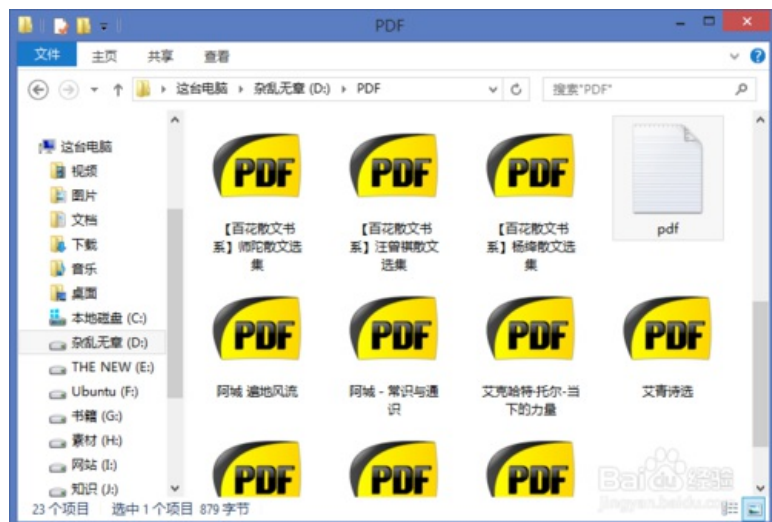 PDF
文件 主页 共享 查看
这台电脑 杂乱无章 (D:) PDF
搜索"PDF"
这台电脑
视频
图片
文档
下载
音乐
桌面
本地磁盘 (C:)
杂乱无章 (D:)
THE NEW (E:)
Ubuntu (F:)
书籍 (G:)
素材 (H:)
网站 (I:)
知识 (J:)
PDF PDF PDF
【百花散文书
系】师陀散文选
集
【百花散文书
系】汪曾祺散文
选集
【百花散文书
系】杨绛散文选
集
pdf
PDF PDF PDF PDF
阿城 遍地风流
阿城 - 常识与通
识
艾克哈特·托尔-当
下的力量
艾青诗选
PDF PDF PDF
23 个项目 选中 1 个项目 879 字节
Baidu 经验
jingyan.baidu.com